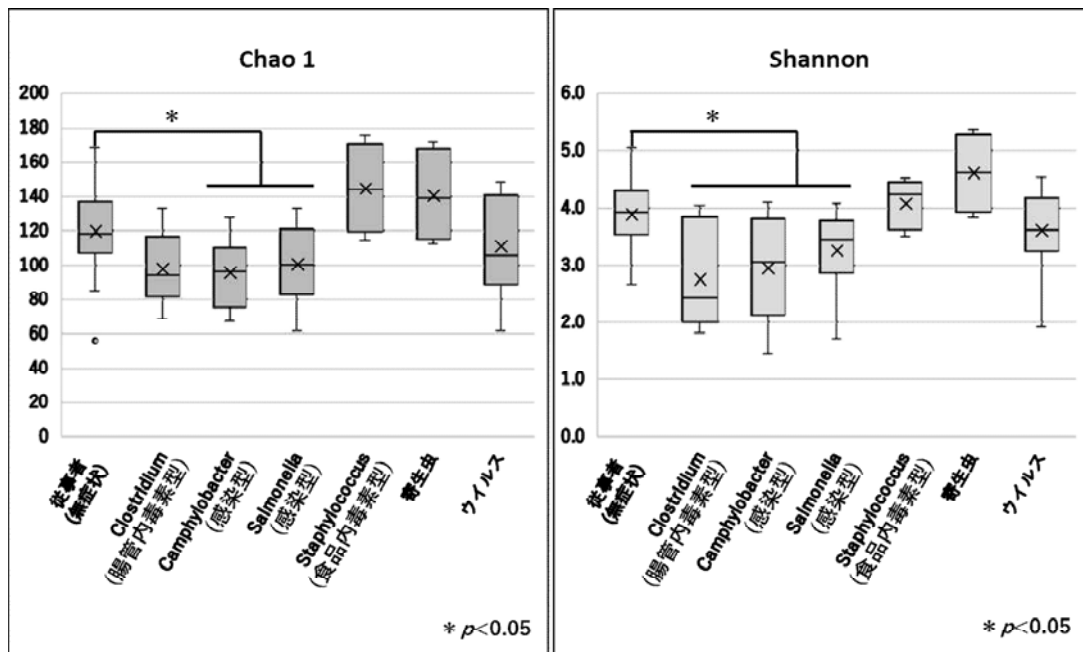 Chao 1
200
180
160
140
120
100
80
60
40
20
0
*
従事者
(無症状)
Clostridium
(腸管内毒素型)
Camphylobacter
(感染型)
Salmonella
(感染型)
Staphylococcus
(食品内毒素型)
寄生虫
ウイルス
* p<0.05
Shannon
6.0
5.0
4.0
3.0
2.0
1.0
0.0
*
従事者
(無症状)
Clostridium
(腸管内毒素型)
Camphylobacter
(感染型)
Salmonella
(感染型)
Staphylococcus
(食品内毒素型)
寄生虫
ウイルス
* p<0.05